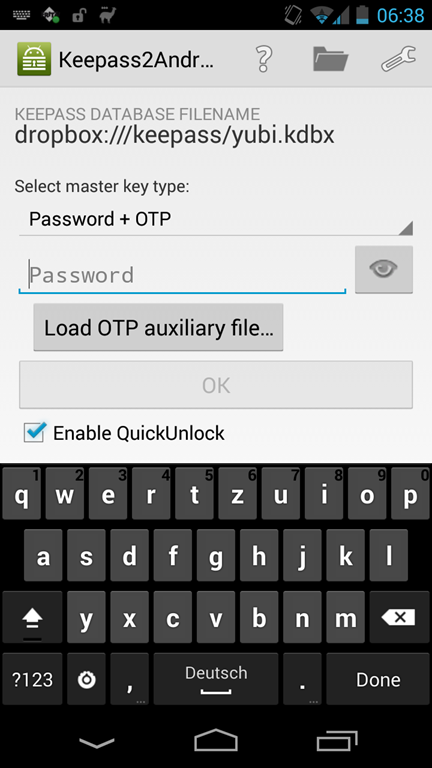 06:38
Keepass2Andr…
?
KEEPASS DATABASE FILENAME
dropbox:///keepass/yubi.kdbx
Select master key type:
Password + OTP
Password
Load OTP auxiliary file…
OK
Enable QuickUnlock
1 2 3 4 5 6 7 8 9 0
q w e r t z u i o p
a s d f g h j k l
y x c v b n m
?123 , Deutsch . Done